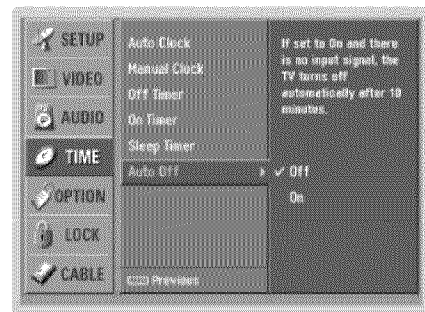 SETUP
VIDEO
AUDIO
TIME
OPTION
LOCK
CABLE
Auto Clock
Manual Clock
Off Timer
On Timer
Sleep Timer
Auto Off
Previous
If set to On and there
is no input signal, the
TV turns off
automatically after 10
minutes.
Off
On